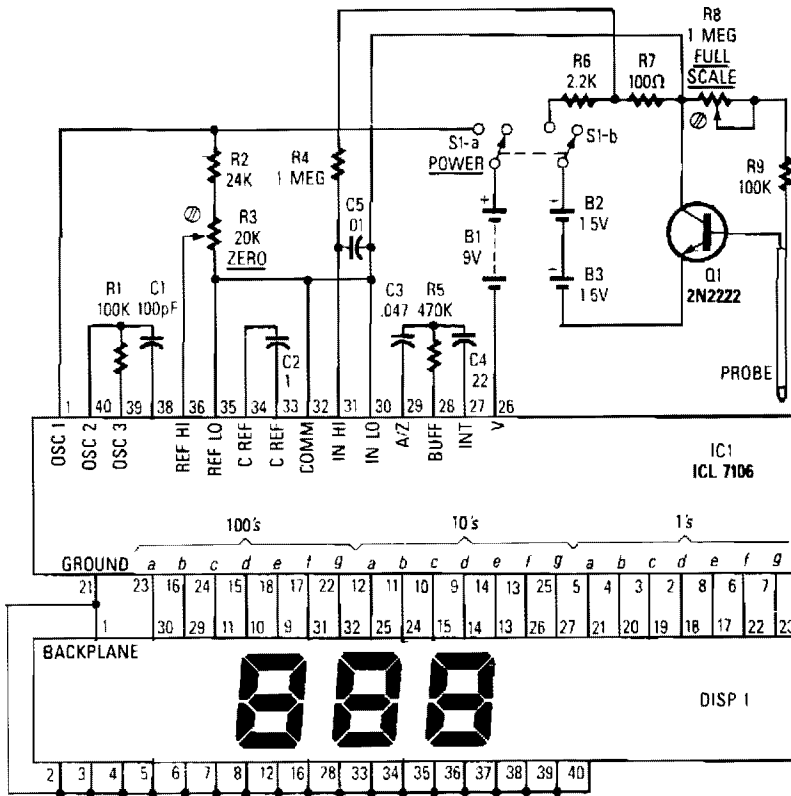 R8
1 MEG
FULL
SCALE
R6
2.2K
R7
100Ω
S1-a
POWER
S1-b
R9
100K
R2
24K
R4
1 MEG
R3
20K
ZERO
C5
01
+
B1
9V
B2
1 5V
B3
1 5V
Q1
2N2222
PROBE
R1
100K
C1
100pF
C2
1
C3
.047
R5
470K
C4
22
1 40 39 38 36 35 34 33 32 31 30 29 28 27 26
OSC 1 OSC 2 OSC 3 REF HI REF LO C REF C REF COMM IN HI IN LO A/Z BUFF INT V
IC1
ICL 7106
100's 10's 1's
GROUND a b c d e f g a b c d e f g a b c d e f g
21 23 16 24 15 18 17 22 12 11 10 9 14 13 25 5 4 3 2 8 6 7
1 30 29 11 10 9 31 32 25 24 15 14 13 26 27 21 20 19 18 17 22 23
BACKPLANE
888
DISP 1
2 3 4 5 6 7 8 12 16 28 33 34 35 36 37 38 39 40